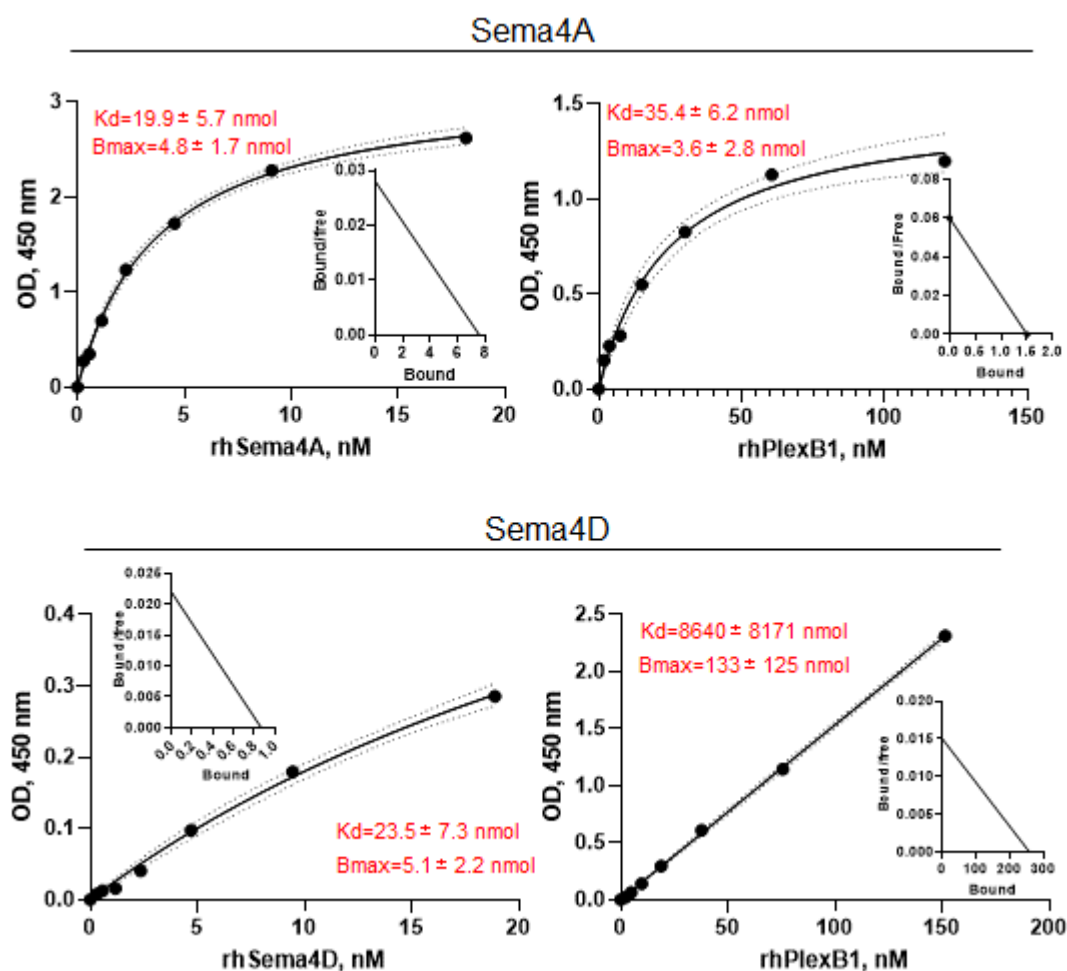 Sema4A
Kd=19.9 ± 5.7 nmol
Bmax=4.8 ± 1.7 nmol
OD, 450 nm
3
2
1
0
0 5 10 15 20
rhSema4A, nM
Bound/free
0.03
0.02
0.01
0.00
0 2 4 6 8
Bound
Kd=35.4 ± 6.2 nmol
Bmax=3.6 ± 2.8 nmol
OD, 450 nm
1.5
1.0
0.5
0.0
0 50 100 150
rhPlexB1, nM
Bound/Free
0.08
0.06
0.04
0.02
0.00
0.0 0.6 1.0 1.6 2.0
Bound
Sema4D
Bound/free
0.025
0.020
0.015
0.010
0.006
0.000
0.0 0.2 0.4 0.6 0.8 1.0
Bound
OD, 450 nm
0.4
0.3
0.2
0.1
0.0
Kd=23.5 ± 7.3 nmol
Bmax=5.1 ± 2.2 nmol
0 5 10 15 20
rhSema4D, nM
Kd=8640 ± 8171 nmol
Bmax=133 ± 125 nmol
OD, 450 nm
2.5
2.0
1.5
1.0
0.5
0.0
0 50 100 150 200
rhPlexB1, nM
Bound/free
0.020
0.015
0.010
0.005
0.000
0 100 200 300
Bound